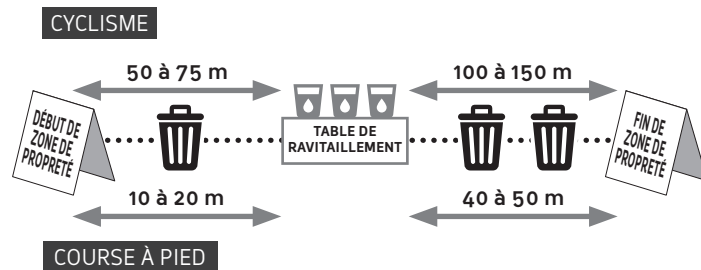 CYCLISME
50 à 75 m
100 à 150 m
DÉBUT DE
ZONE DE
PROPRETÉ
TABLE DE
RAVITAILLEMENT
FIN DE
ZONE DE
PROPRETÉ
10 à 20 m
40 à 50 m
COURSE À PIED